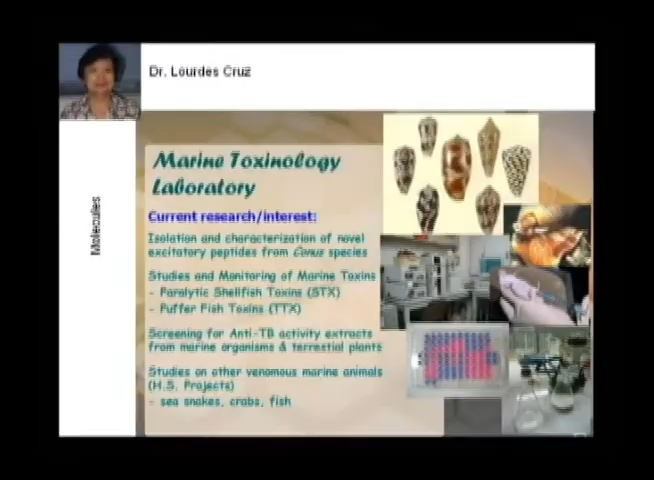 Dr. Lourdes Cruz
Molecules
Marine Toxinology
Laboratory
Current research/interest:
Isolation and characterization of novel
excitatory peptides from Conus species
Studies and Monitoring of Marine Toxins
- Paralytic Shellfish Toxins (STX)
- Puffer Fish Toxins (TTX)
Screening for Anti-TB activity extracts
from marine organisms & terrestial plants
Studies on other venomous marine animals
(H.S. Projects)
- sea snakes, crabs, fish